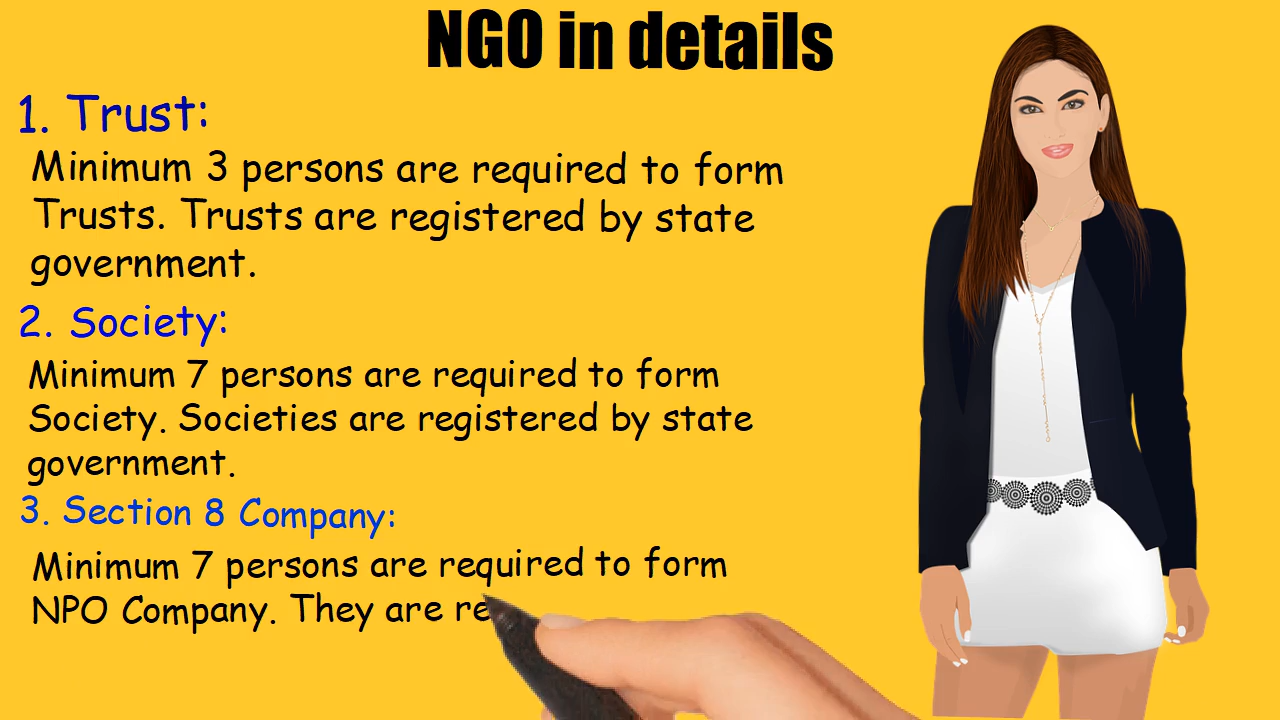 NGO in details
1. Trust:
Minimum 3 persons are required to form
Trusts. Trusts are registered by state
government.
2. Society:
Minimum 7 persons are required to form
Society. Societies are registered by state
government.
3. Section 8 Company:
Minimum 7 persons are required to form
NPO Company. They are re